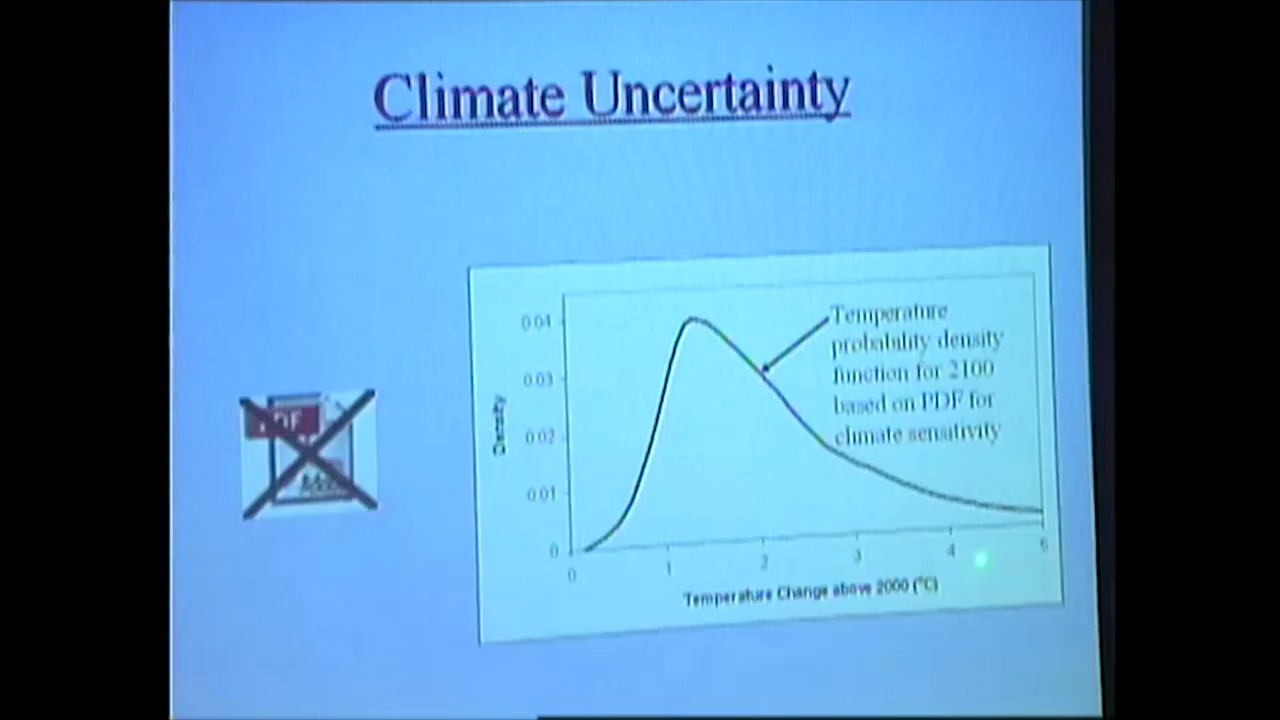 Climate Uncertainty
Temperature
probability density
function for 2100
based on PDF for
climate sensitivity
0.04
0.03
0.02
0.01
0
Density
0 1 2 3 4 5
Temperature Change above 2000 (°C)